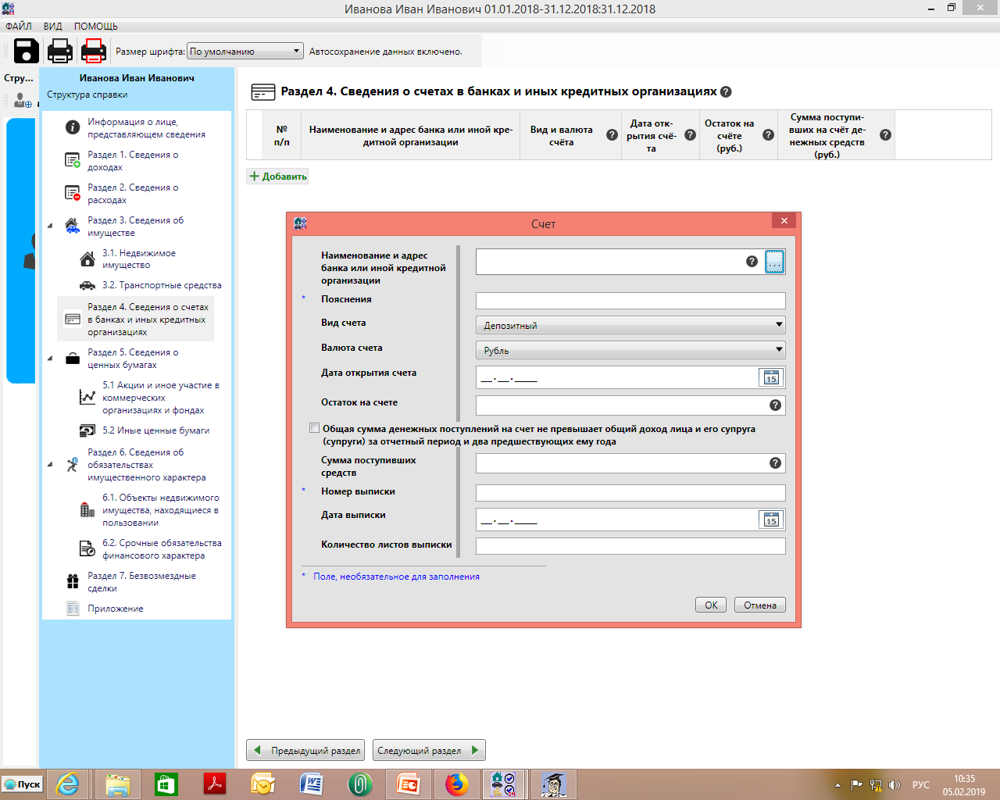 Иванова Иван Иванович 01.01.2018-31.12.2018:31.12.2018
ФАЙЛ ВИД ПОМОЩЬ
Размер шрифта: По умолчанию Автосохранение данных включено.
Стру...
Иванова Иван Иванович
Структура справки
Информация о лице,
представляющем сведения
Раздел 1. Сведения о
доходах
Раздел 2. Сведения о
расходах
Раздел 3. Сведения об
имуществе
3.1. Недвижимое
имущество
3.2. Транспортные средства
Раздел 4. Сведения о счетах
в банках и иных кредитных
организациях
Раздел 5. Сведения о
ценных бумагах
5.1 Акции и иное участие в
коммерческих
организациях и фондах
5.2 Иные ценные бумаги
Раздел 6. Сведения об
обязательствах
имущественного характера
6.1. Объекты недвижимого
имущества, находящиеся в
пользовании
6.2. Срочные обязательства
финансового характера
Раздел 7. Безвозмездные
сделки
Приложение
Раздел 4. Сведения о счетах в банках и иных кредитных организациях ?
№
п/п
Наименование и адрес банка или иной кре-
дитной организации
Вид и валюта
счёта ?
Дата от­к-
рытия счё-
та ?
Остаток на
счёте
(руб.) ?
Сумма поступи-
вших на счёт де-
нежных средств
(руб.) ?
+ Добавить
Счет
Наименование и адрес
банка или иной кредитной
организации ? ...
* Пояснения
Вид счета Депозитный
Валюта счета Рубль
Дата открытия счета __.__.____ 15
Остаток на счете ?
Общая сумма денежных поступлений на счет не превышает общий доход лица и его супруга
(супруги) за отчетный период и два предшествующих ему года
Сумма поступивших
средств ?
* Номер выписки
Дата выписки __.__.____ 15
Количество листов выписки
* Поле, необязательное для заполнения
OK Отмена
Предыдущий раздел Следующий раздел
Пуск
РУС
10:35
05.02.2019